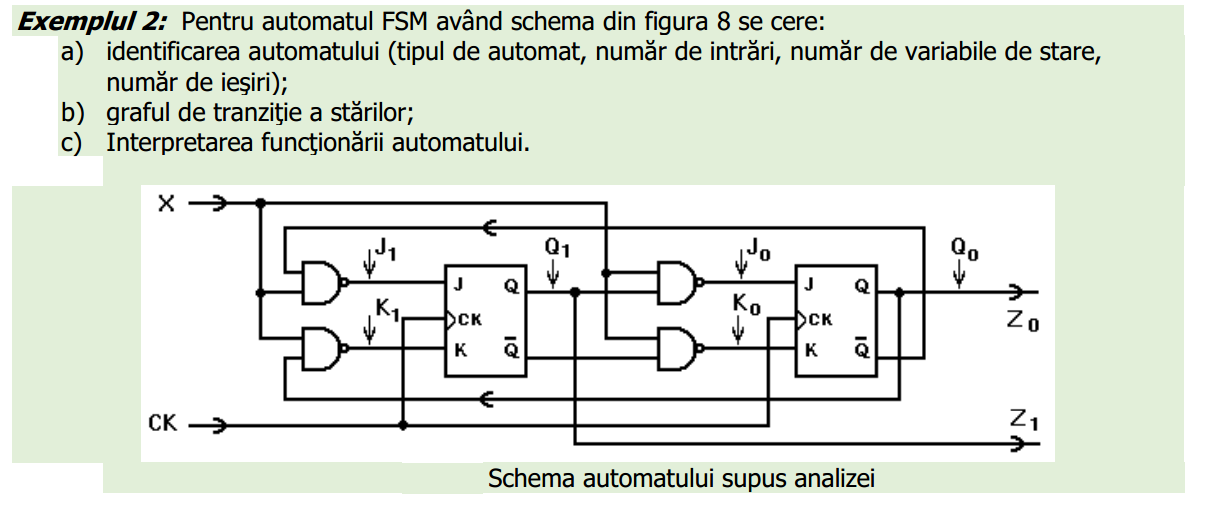 Exemplul 2: Pentru automatul FSM având schema din figura 8 se cere:
a) identificarea automatului (tipul de automat, număr de intrări, număr de variabile de stare,
număr de ieşiri);
b) graful de tranziţie a stărilor;
c) Interpretarea funcţionării automatului.
X
J1 Q1 J0 Q0
J Q J Q
K1 K0
CK CK Z0
K Q̅ K Q̅
CK Z1
Schema automatului supus analizei